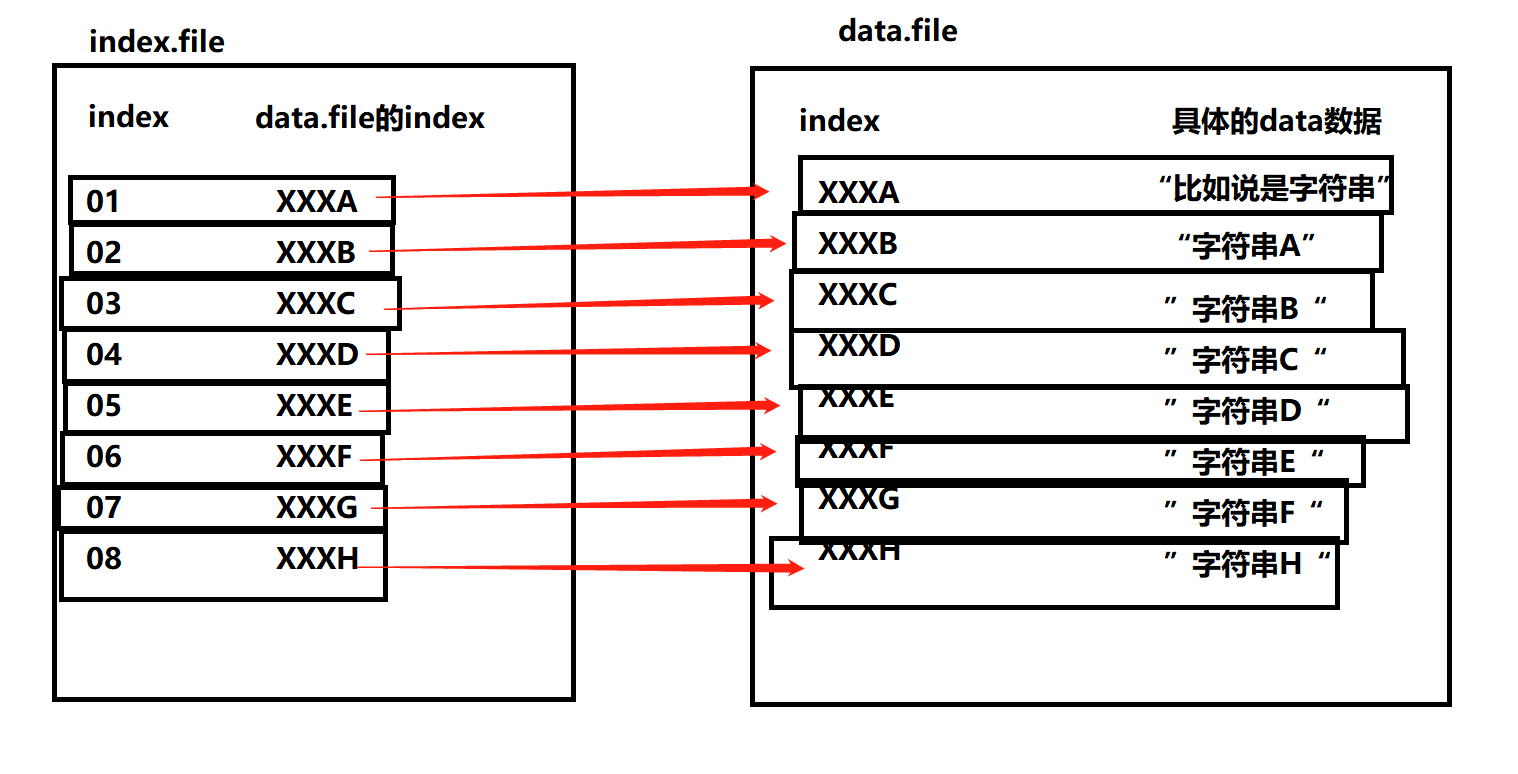 index.file
index data.file的index
01 XXXA
02 XXXB
03 XXXC
04 XXXD
05 XXXE
06 XXXF
07 XXXG
08 XXXH
data.file
index 具体的data数据
XXXA “比如说是字符串”
XXXB “字符串A”
XXXC ”字符串B“
XXXD ”字符串C“
XXXE ”字符串D“
XXXF ”字符串E“
XXXG ”字符串F“
XXXH ”字符串H“